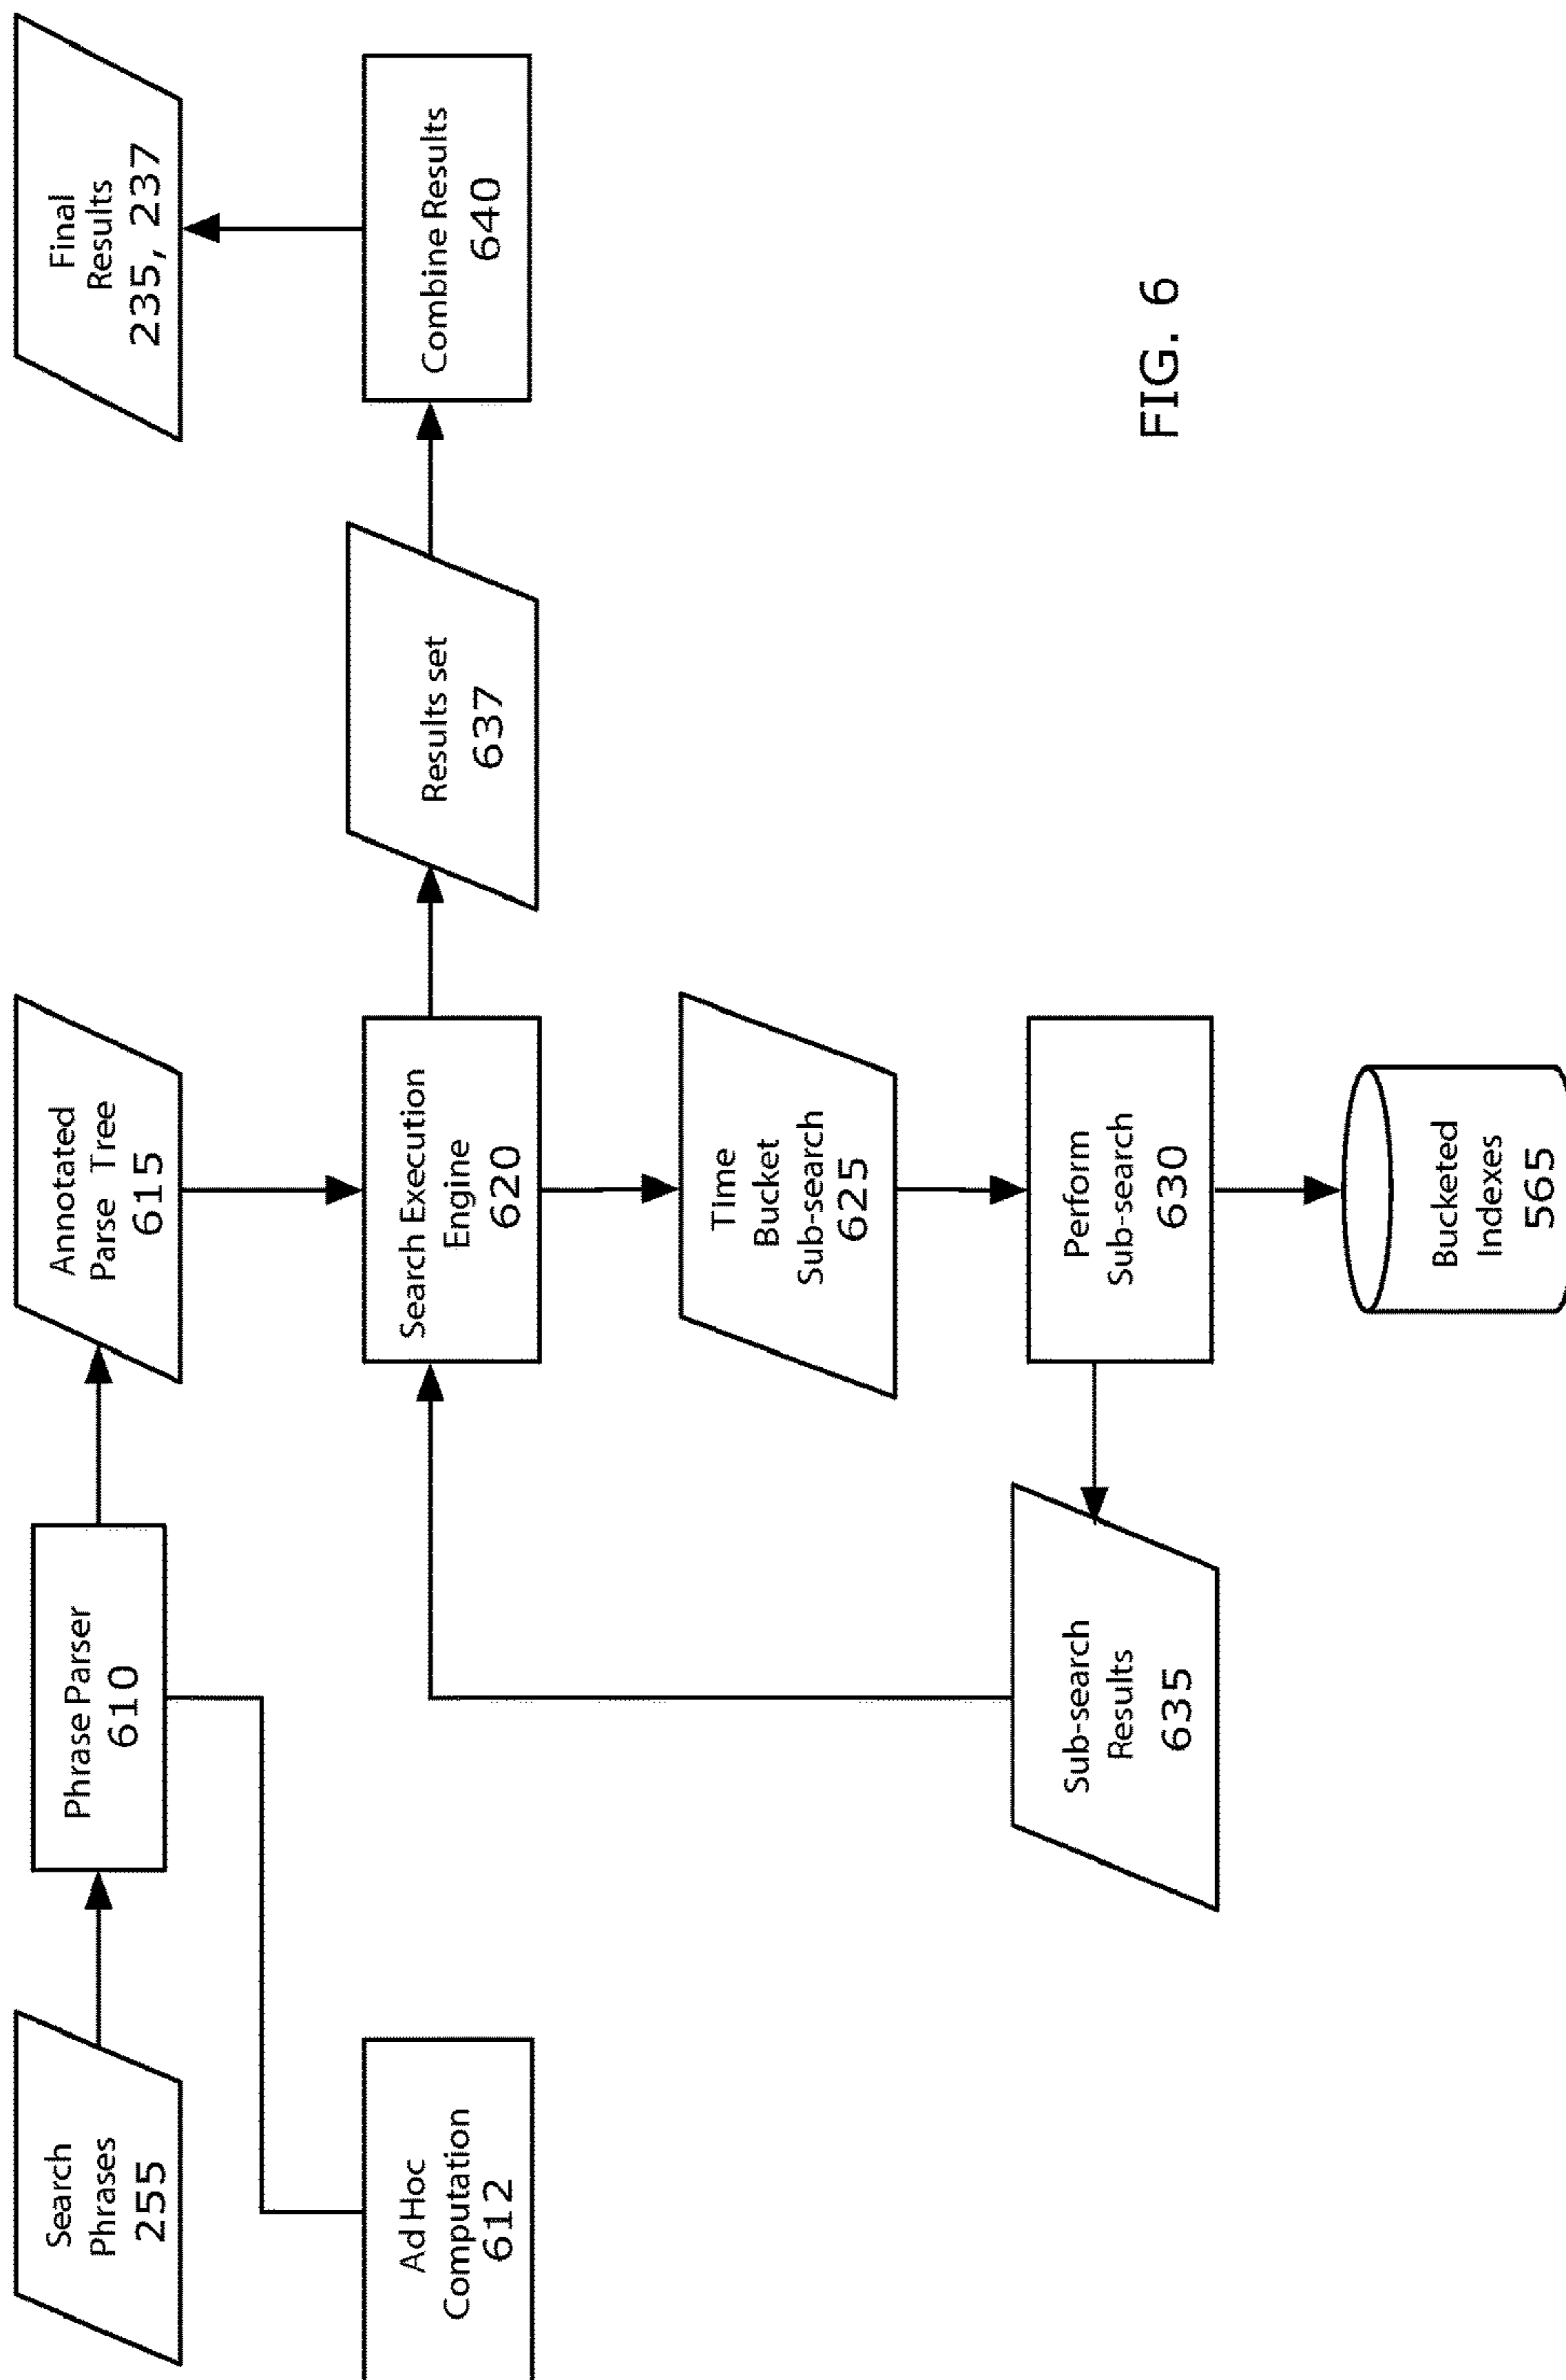 Search
Phrases
255
Phrase Parser
610
Annotated
Parse Tree
615
Final
Results
235, 237
Ad Hoc
Computation
612
Search Execution
Engine
620
Results set
637
Combine Results
640
Time
Bucket
Sub-search
625
Sub-search
Results
635
Perform
Sub-search
630
Bucketed
Indexes
565
FIG. 6